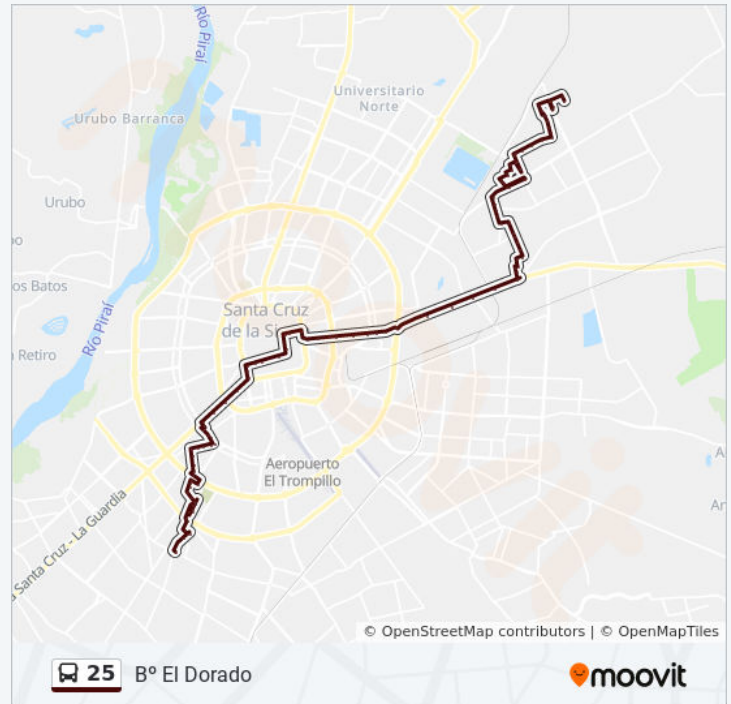 Río Piraí
Universitario
Norte
Urubo Barranca
Urubo
os Batos
Río Piraí
Retiro
Santa Cruz
de la Si
Aeropuerto
El Trompillo
Santa Cruz - La Guardia
© OpenStreetMap contributors | © OpenMapTiles
25 Bº El Dorado
moovit